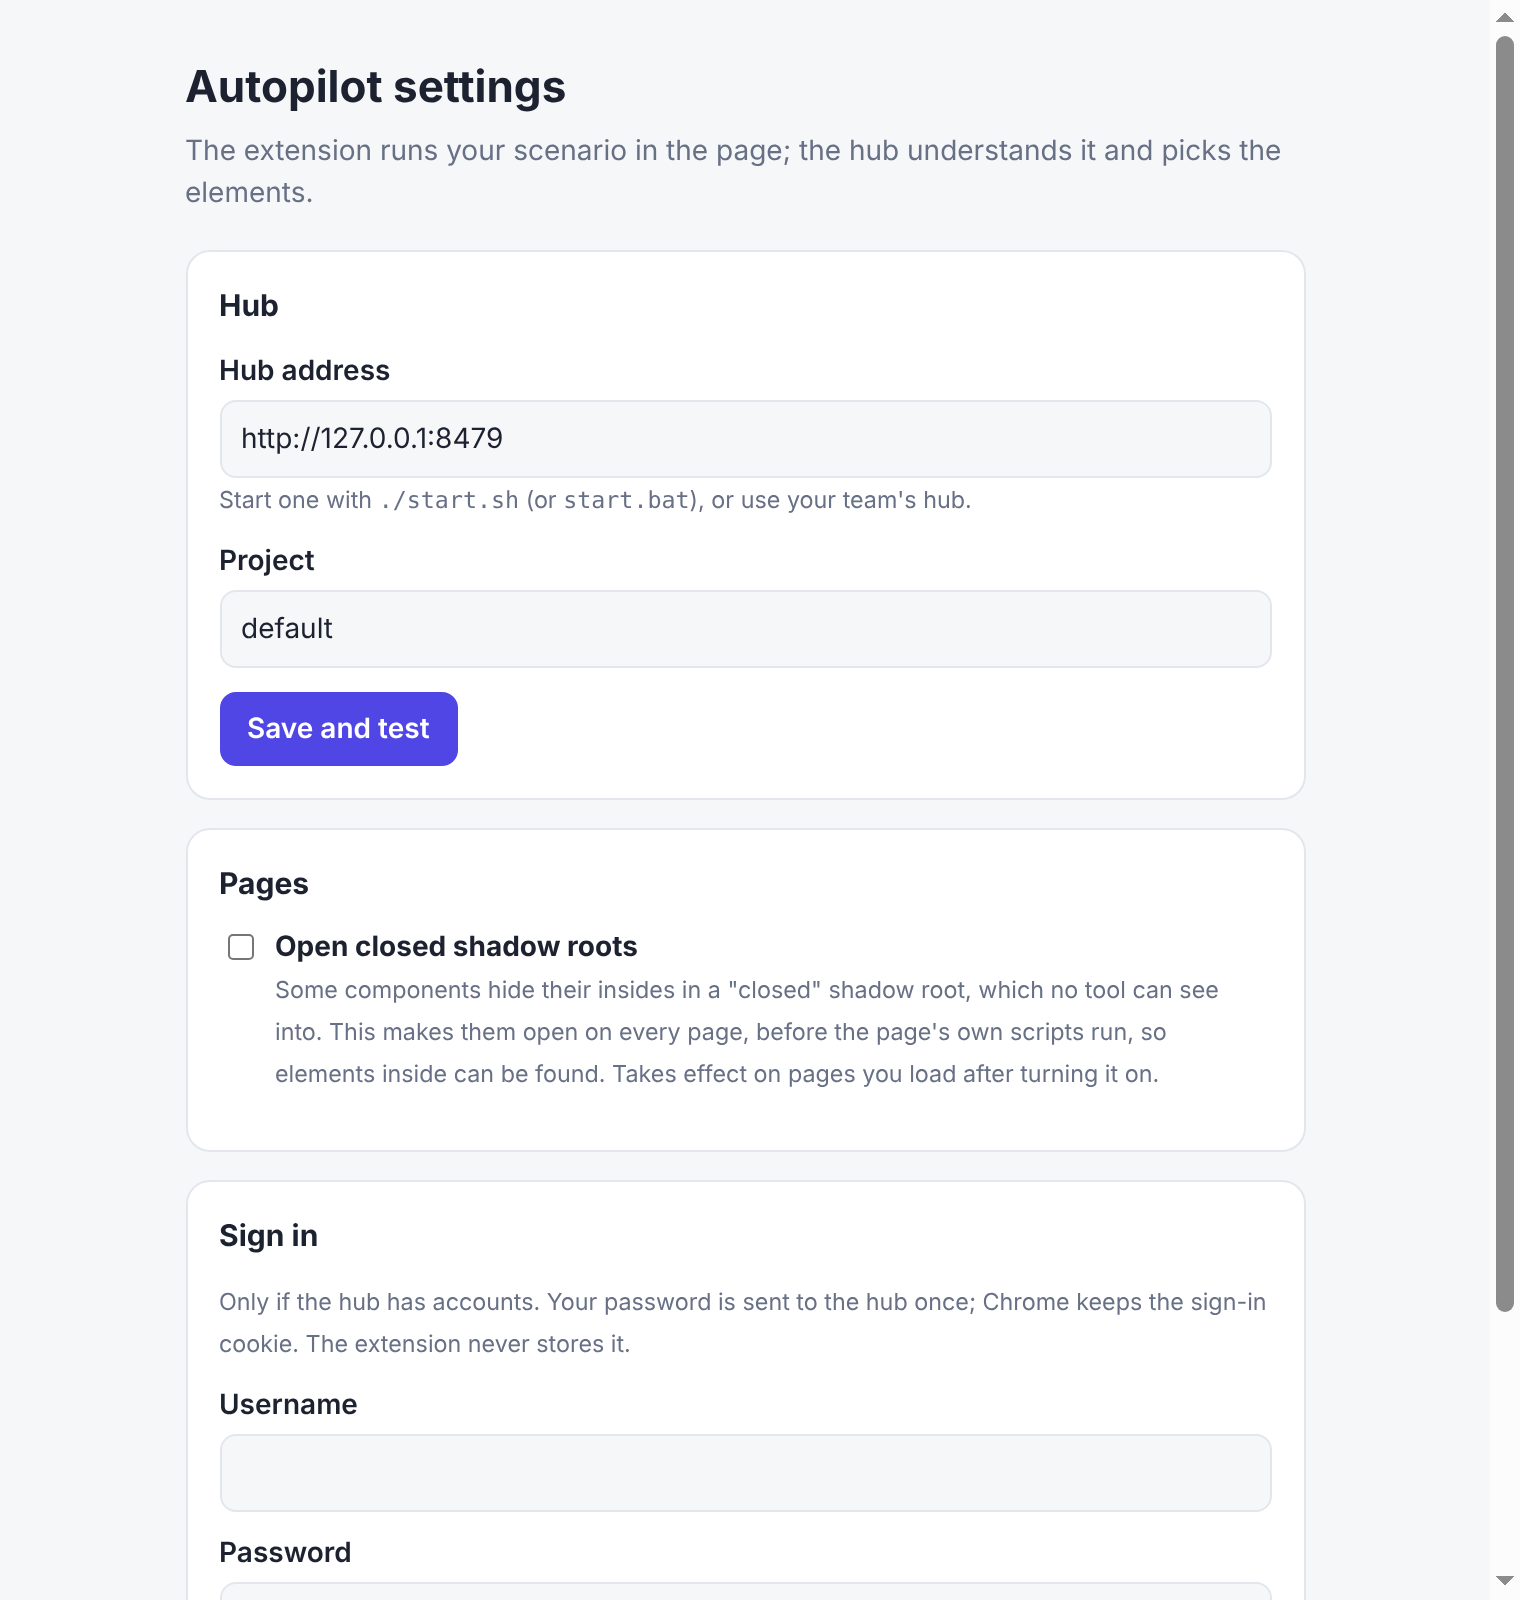 Autopilot settings
The extension runs your scenario in the page; the hub understands it and picks the
elements.
Hub
Hub address
http://127.0.0.1:8479
Start one with ./start.sh (or start.bat), or use your team's hub.
Project
default
Save and test
Pages
Open closed shadow roots
Some components hide their insides in a "closed" shadow root, which no tool can see
into. This makes them open on every page, before the page's own scripts run, so
elements inside can be found. Takes effect on pages you load after turning it on.
Sign in
Only if the hub has accounts. Your password is sent to the hub once; Chrome keeps the sign-in
cookie. The extension never stores it.
Username
Password